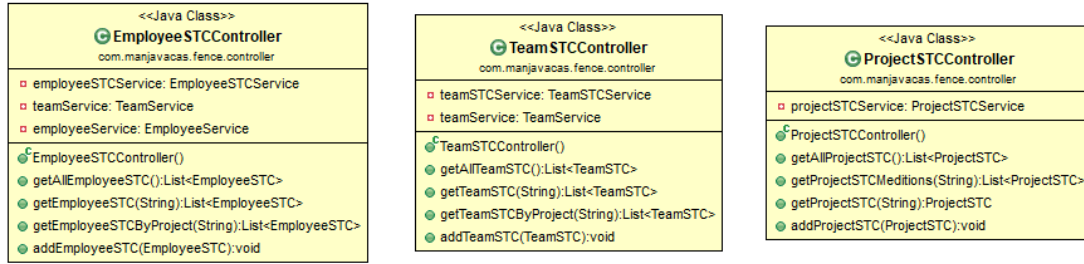 <<Java Class>>
EmployeeSTCController
com.manjavacas.fence.controller
employeeSTCService: EmployeeSTCService
teamService: TeamService
employeeService: EmployeeService
EmployeeSTCController()
getAllEmployeeSTC():List<EmployeeSTC>
getEmployeeSTC(String):List<EmployeeSTC>
getEmployeeSTCByProject(String):List<EmployeeSTC>
addEmployeeSTC(EmployeeSTC):void
<<Java Class>>
TeamSTCController
com.manjavacas.fence.controller
teamSTCService: TeamSTCService
teamService: TeamService
TeamSTCController()
getAllTeamSTC():List<TeamSTC>
getTeamSTC(String):List<TeamSTC>
getTeamSTCByProject(String):List<TeamSTC>
addTeamSTC(TeamSTC):void
<<Java Class>>
ProjectSTCController
com.manjavacas.fence.controller
projectSTCService: ProjectSTCService
ProjectSTCController()
getAllProjectSTC():List<ProjectSTC>
getProjectSTCMeditions(String):List<ProjectSTC>
getProjectSTC(String):ProjectSTC
addProjectSTC(ProjectSTC):void